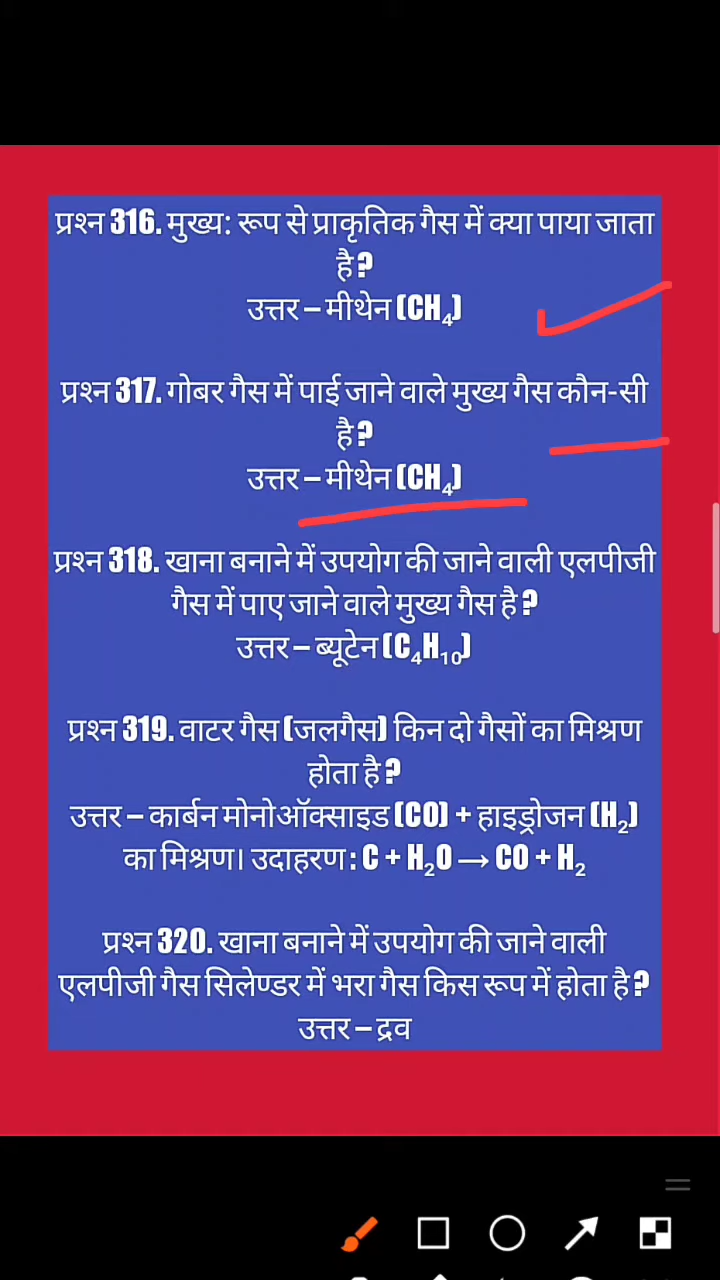 प्रश्न 316. मुख्य: रूप से प्राकृतिक गैस में क्या पाया जाता
है?
उत्तर – मीथेन (CH₄)
प्रश्न 317. गोबर गैस में पाई जाने वाले मुख्य गैस कौन-सी
है?
उत्तर – मीथेन (CH₄)
प्रश्न 318. खाना बनाने में उपयोग की जाने वाली एलपीजी
गैस में पाए जाने वाले मुख्य गैस है?
उत्तर – ब्यूटेन (C₄H₁₀)
प्रश्न 319. वाटर गैस (जलगैस) किन दो गैसों का मिश्रण
होता है?
उत्तर – कार्बन मोनोऑक्साइड (CO) + हाइड्रोजन (H₂)
का मिश्रण। उदाहरण : C + H₂O → CO + H₂
प्रश्न 320. खाना बनाने में उपयोग की जाने वाली
एलपीजी गैस सिलेण्डर में भरा गैस किस रूप में होता है?
उत्तर – द्रव